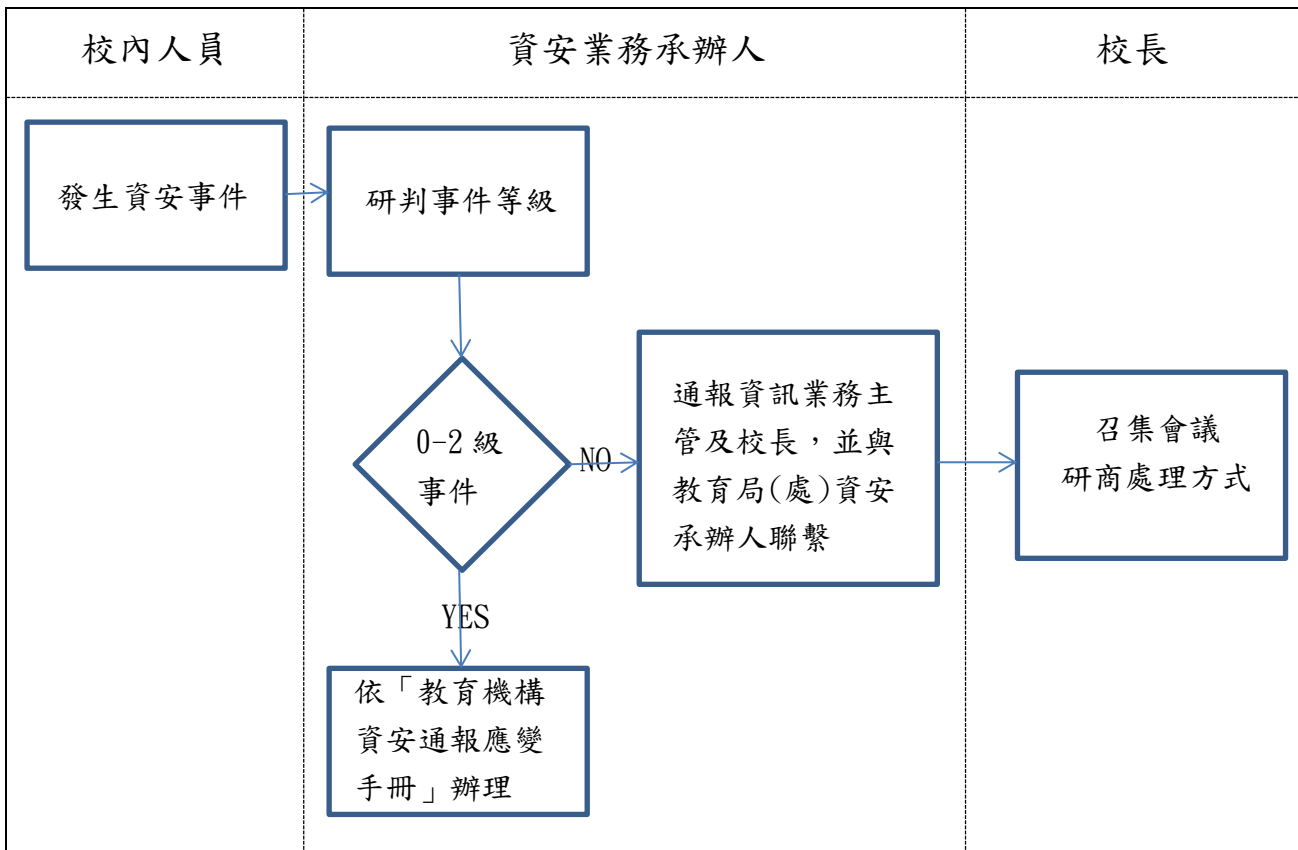 校內人員
資安業務承辦人
校長
發生資安事件
研判事件等級
0-2 級
事件
NO
通報資訊業務主
管及校長，並與
教育局(處)資安
承辦人聯繫
召集會議
研商處理方式
YES
依「教育機構
資安通報應變
手冊」辦理